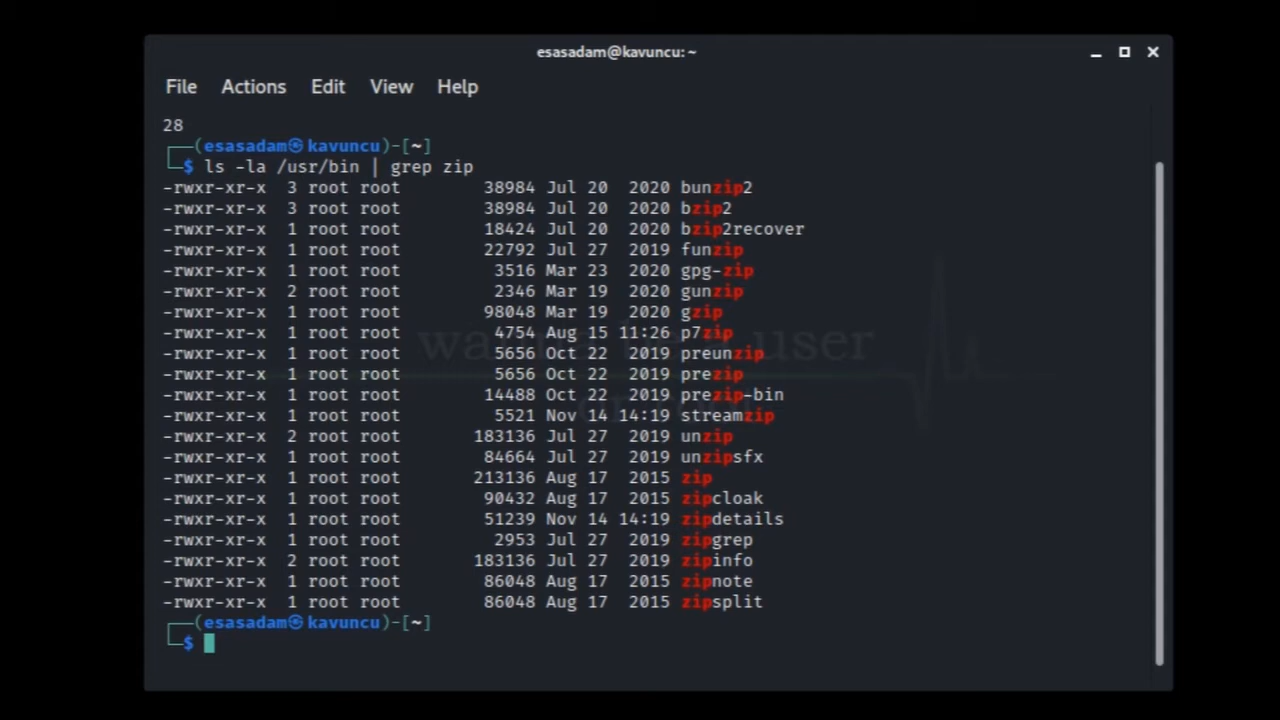 esasadam@kavuncu: ~
File Actions Edit View Help
28
┌──(esasadam㉿kavuncu)-[~]
└─$ ls -la /usr/bin | grep zip
-rwxr-xr-x  3 root root        38984 Jul 20  2020 bunzip2
-rwxr-xr-x  3 root root        38984 Jul 20  2020 bzip2
-rwxr-xr-x  1 root root        18424 Jul 20  2020 bzip2recover
-rwxr-xr-x  1 root root        22792 Jul 27  2019 funzip
-rwxr-xr-x  1 root root         3516 Mar 23  2020 gpg-zip
-rwxr-xr-x  2 root root         2346 Mar 19  2020 gunzip
-rwxr-xr-x  1 root root        98048 Mar 19  2020 gzip
-rwxr-xr-x  1 root root         4754 Aug 15 11:26 p7zip
-rwxr-xr-x  1 root root         5656 Oct 22  2019 preunzip
-rwxr-xr-x  1 root root         5656 Oct 22  2019 prezip
-rwxr-xr-x  1 root root        14488 Oct 22  2019 prezip-bin
-rwxr-xr-x  1 root root         5521 Nov 14 14:19 streamzip
-rwxr-xr-x  2 root root       183136 Jul 27  2019 unzip
-rwxr-xr-x  1 root root        84664 Jul 27  2019 unzipsfx
-rwxr-xr-x  1 root root       213136 Aug 17  2015 zip
-rwxr-xr-x  1 root root        90432 Aug 17  2015 zipcloak
-rwxr-xr-x  1 root root        51239 Nov 14 14:19 zipdetails
-rwxr-xr-x  1 root root         2953 Jul 27  2019 zipgrep
-rwxr-xr-x  2 root root       183136 Jul 27  2019 zipinfo
-rwxr-xr-x  1 root root        86048 Aug 17  2015 zipnote
-rwxr-xr-x  1 root root        86048 Aug 17  2015 zipsplit
┌──(esasadam㉿kavuncu)-[~]
└─$